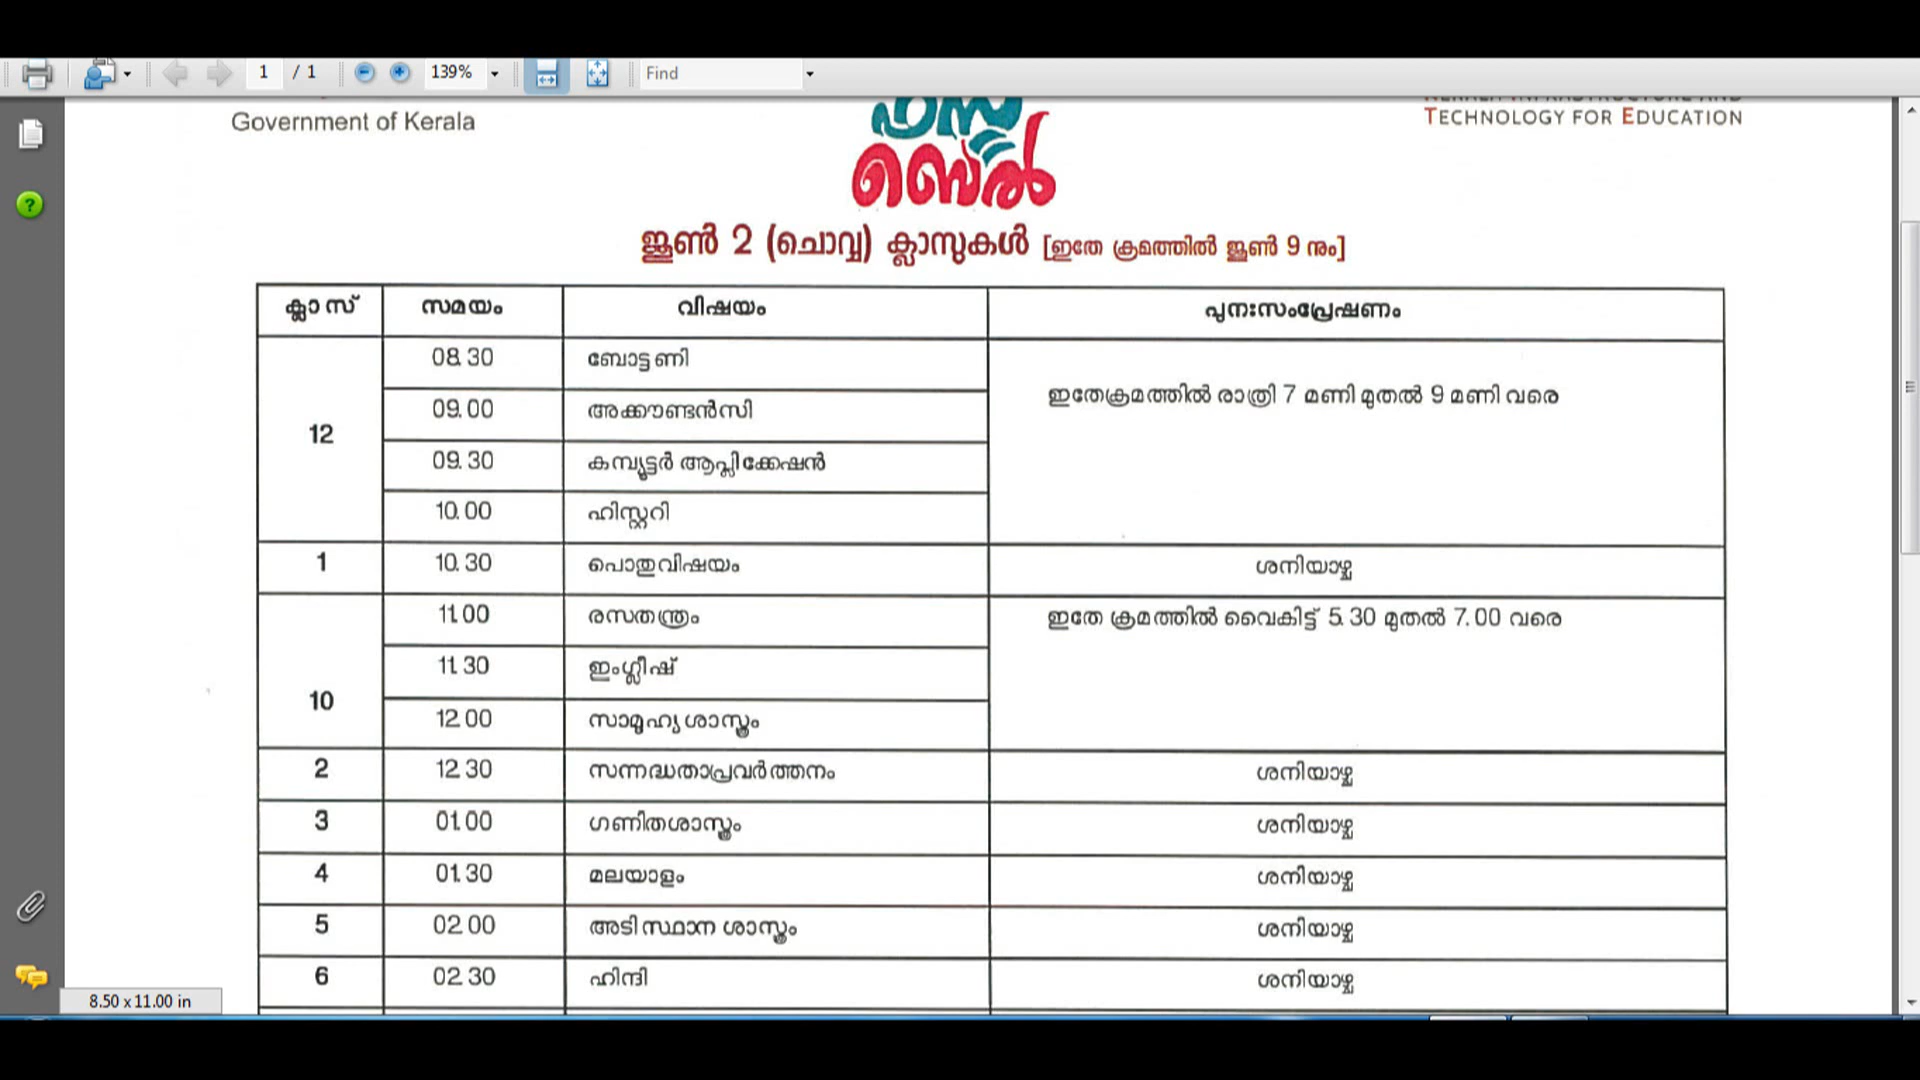 1 / 1 139% Find
Government of Kerala
ഫസ്റ്റ്
ബെൽ
TECHNOLOGY FOR EDUCATION
ജൂൺ 2 (ചൊവ്വ) ക്ലാസുകൾ [ഇതേ ക്രമത്തിൽ ജൂൺ 9 നും]
ക്ലാസ് സമയം വിഷയം പുനഃസംപ്രേഷണം
12 08.30 ബോട്ടണി ഇതേക്രമത്തിൽ രാത്രി 7 മണി മുതൽ 9 മണി വരെ
09.00 അക്കൗണ്ടൻസി
09.30 കമ്പ്യൂട്ടർ ആപ്ലിക്കേഷൻ
10.00 ഹിസ്റ്ററി
1 10.30 പൊതുവിഷയം ശനിയാഴ്ച
10 11.00 രസതന്ത്രം ഇതേ ക്രമത്തിൽ വൈകിട്ട് 5.30 മുതൽ 7.00 വരെ
11.30 ഇംഗ്ലീഷ്
12.00 സാമൂഹ്യശാസ്ത്രം
2 12.30 സന്നദ്ധതാപ്രവർത്തനം ശനിയാഴ്ച
3 01.00 ഗണിതശാസ്ത്രം ശനിയാഴ്ച
4 01.30 മലയാളം ശനിയാഴ്ച
5 02.00 അടിസ്ഥാന ശാസ്ത്രം ശനിയാഴ്ച
6 02.30 ഹിന്ദി ശനിയാഴ്ച
8.50 x 11.00 in